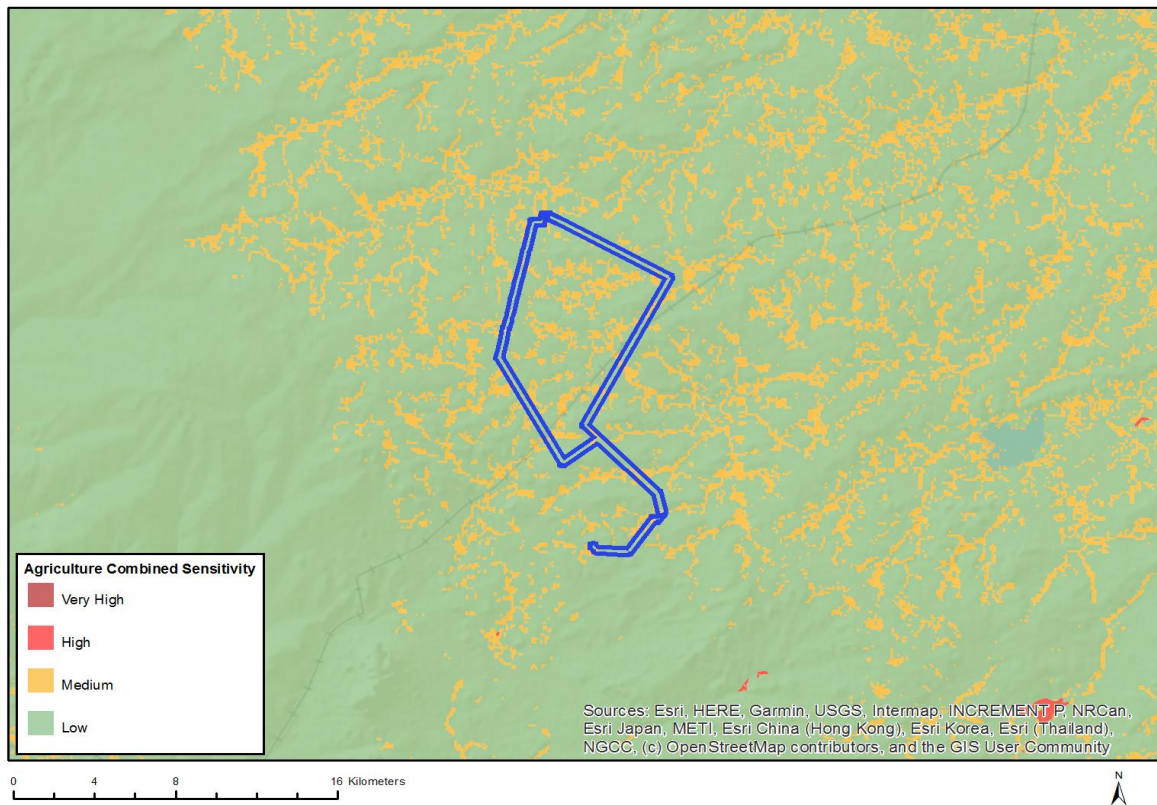 Agriculture Combined Sensitivity
Very High
High
Medium
Low
Sources: Esri, HERE, Garmin, USGS, Intermap, INCREMENT P, NRCan,
Esri Japan, METI, Esri China (Hong Kong), Esri Korea, Esri (Thailand),
NGCC, (c) OpenStreetMap contributors, and the GIS User Community
0 4 8 16 Kilometers
N